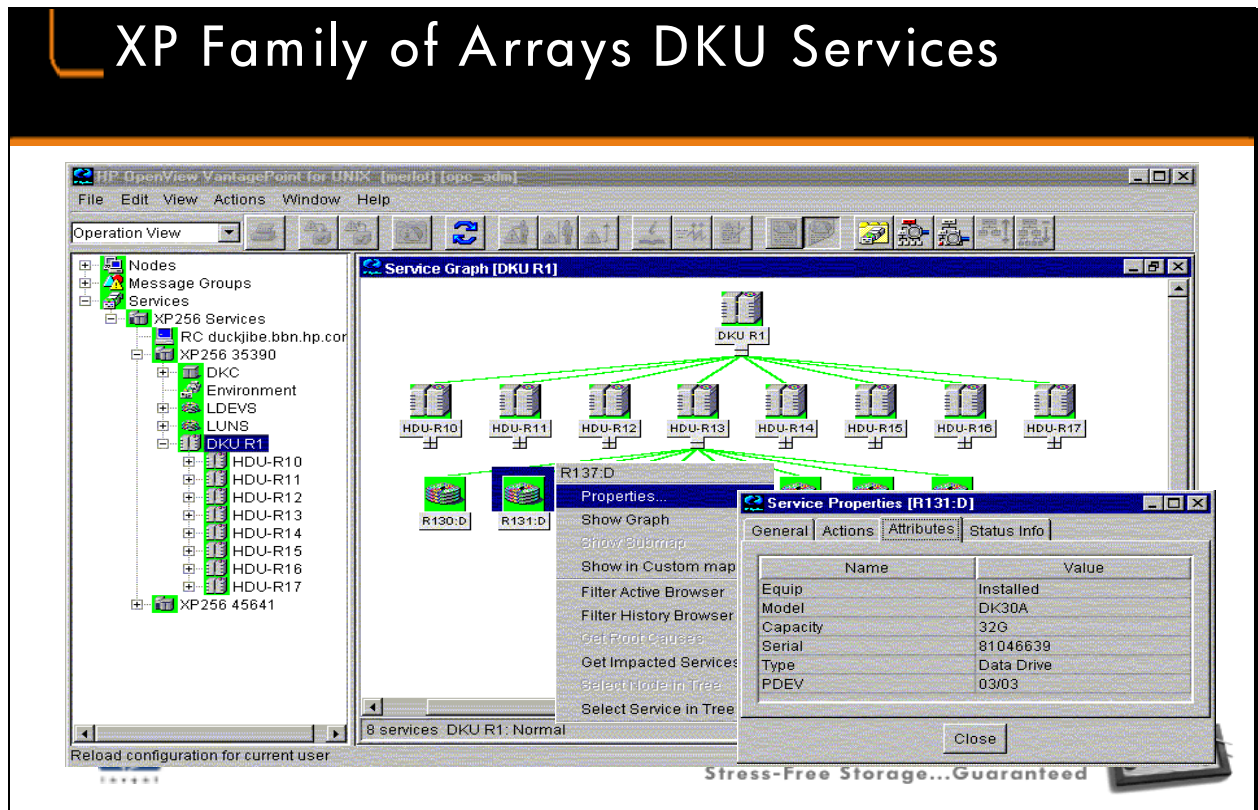 XP Family of Arrays DKU Services
HP OpenView VantagePoint for UNIX [merlot] [opc_adm]
File Edit View Actions Window Help
Operation View
Nodes
Message Groups
Services
XP256 Services
RC duckjibe.bbn.hp.cor
XP256 35390
DKC
Environment
LDEVS
LUNS
DKU R1
HDU-R10
HDU-R11
HDU-R12
HDU-R13
HDU-R14
HDU-R15
HDU-R16
HDU-R17
XP256 45641
Service Graph [DKU R1]
DKU R1
HDU-R10 HDU-R11 HDU-R12 HDU-R13 HDU-R14 HDU-R15 HDU-R16 HDU-R17
R130:D R131:D
R137:D
Properties...
Show Graph
Show Submap
Show in Custom map
Filter Active Browser
Filter History Browser
Get Root Causes
Get Impacted Services
Select Node in Tree
Select Service in Tree
Service Properties [R131:D]
General Actions Attributes Status Info
Name Value
Equip Installed
Model DK30A
Capacity 32G
Serial 81046639
Type Data Drive
PDEV 03/03
Close
8 services DKU R1: Normal
Reload configuration for current user
invent
Stress-Free Storage...Guaranteed